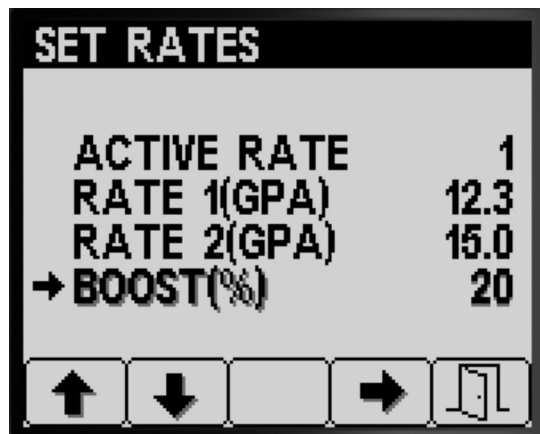 SET RATES
ACTIVE RATE 1
RATE 1(GPA) 12.3
RATE 2(GPA) 15.0
BOOST(%) 20